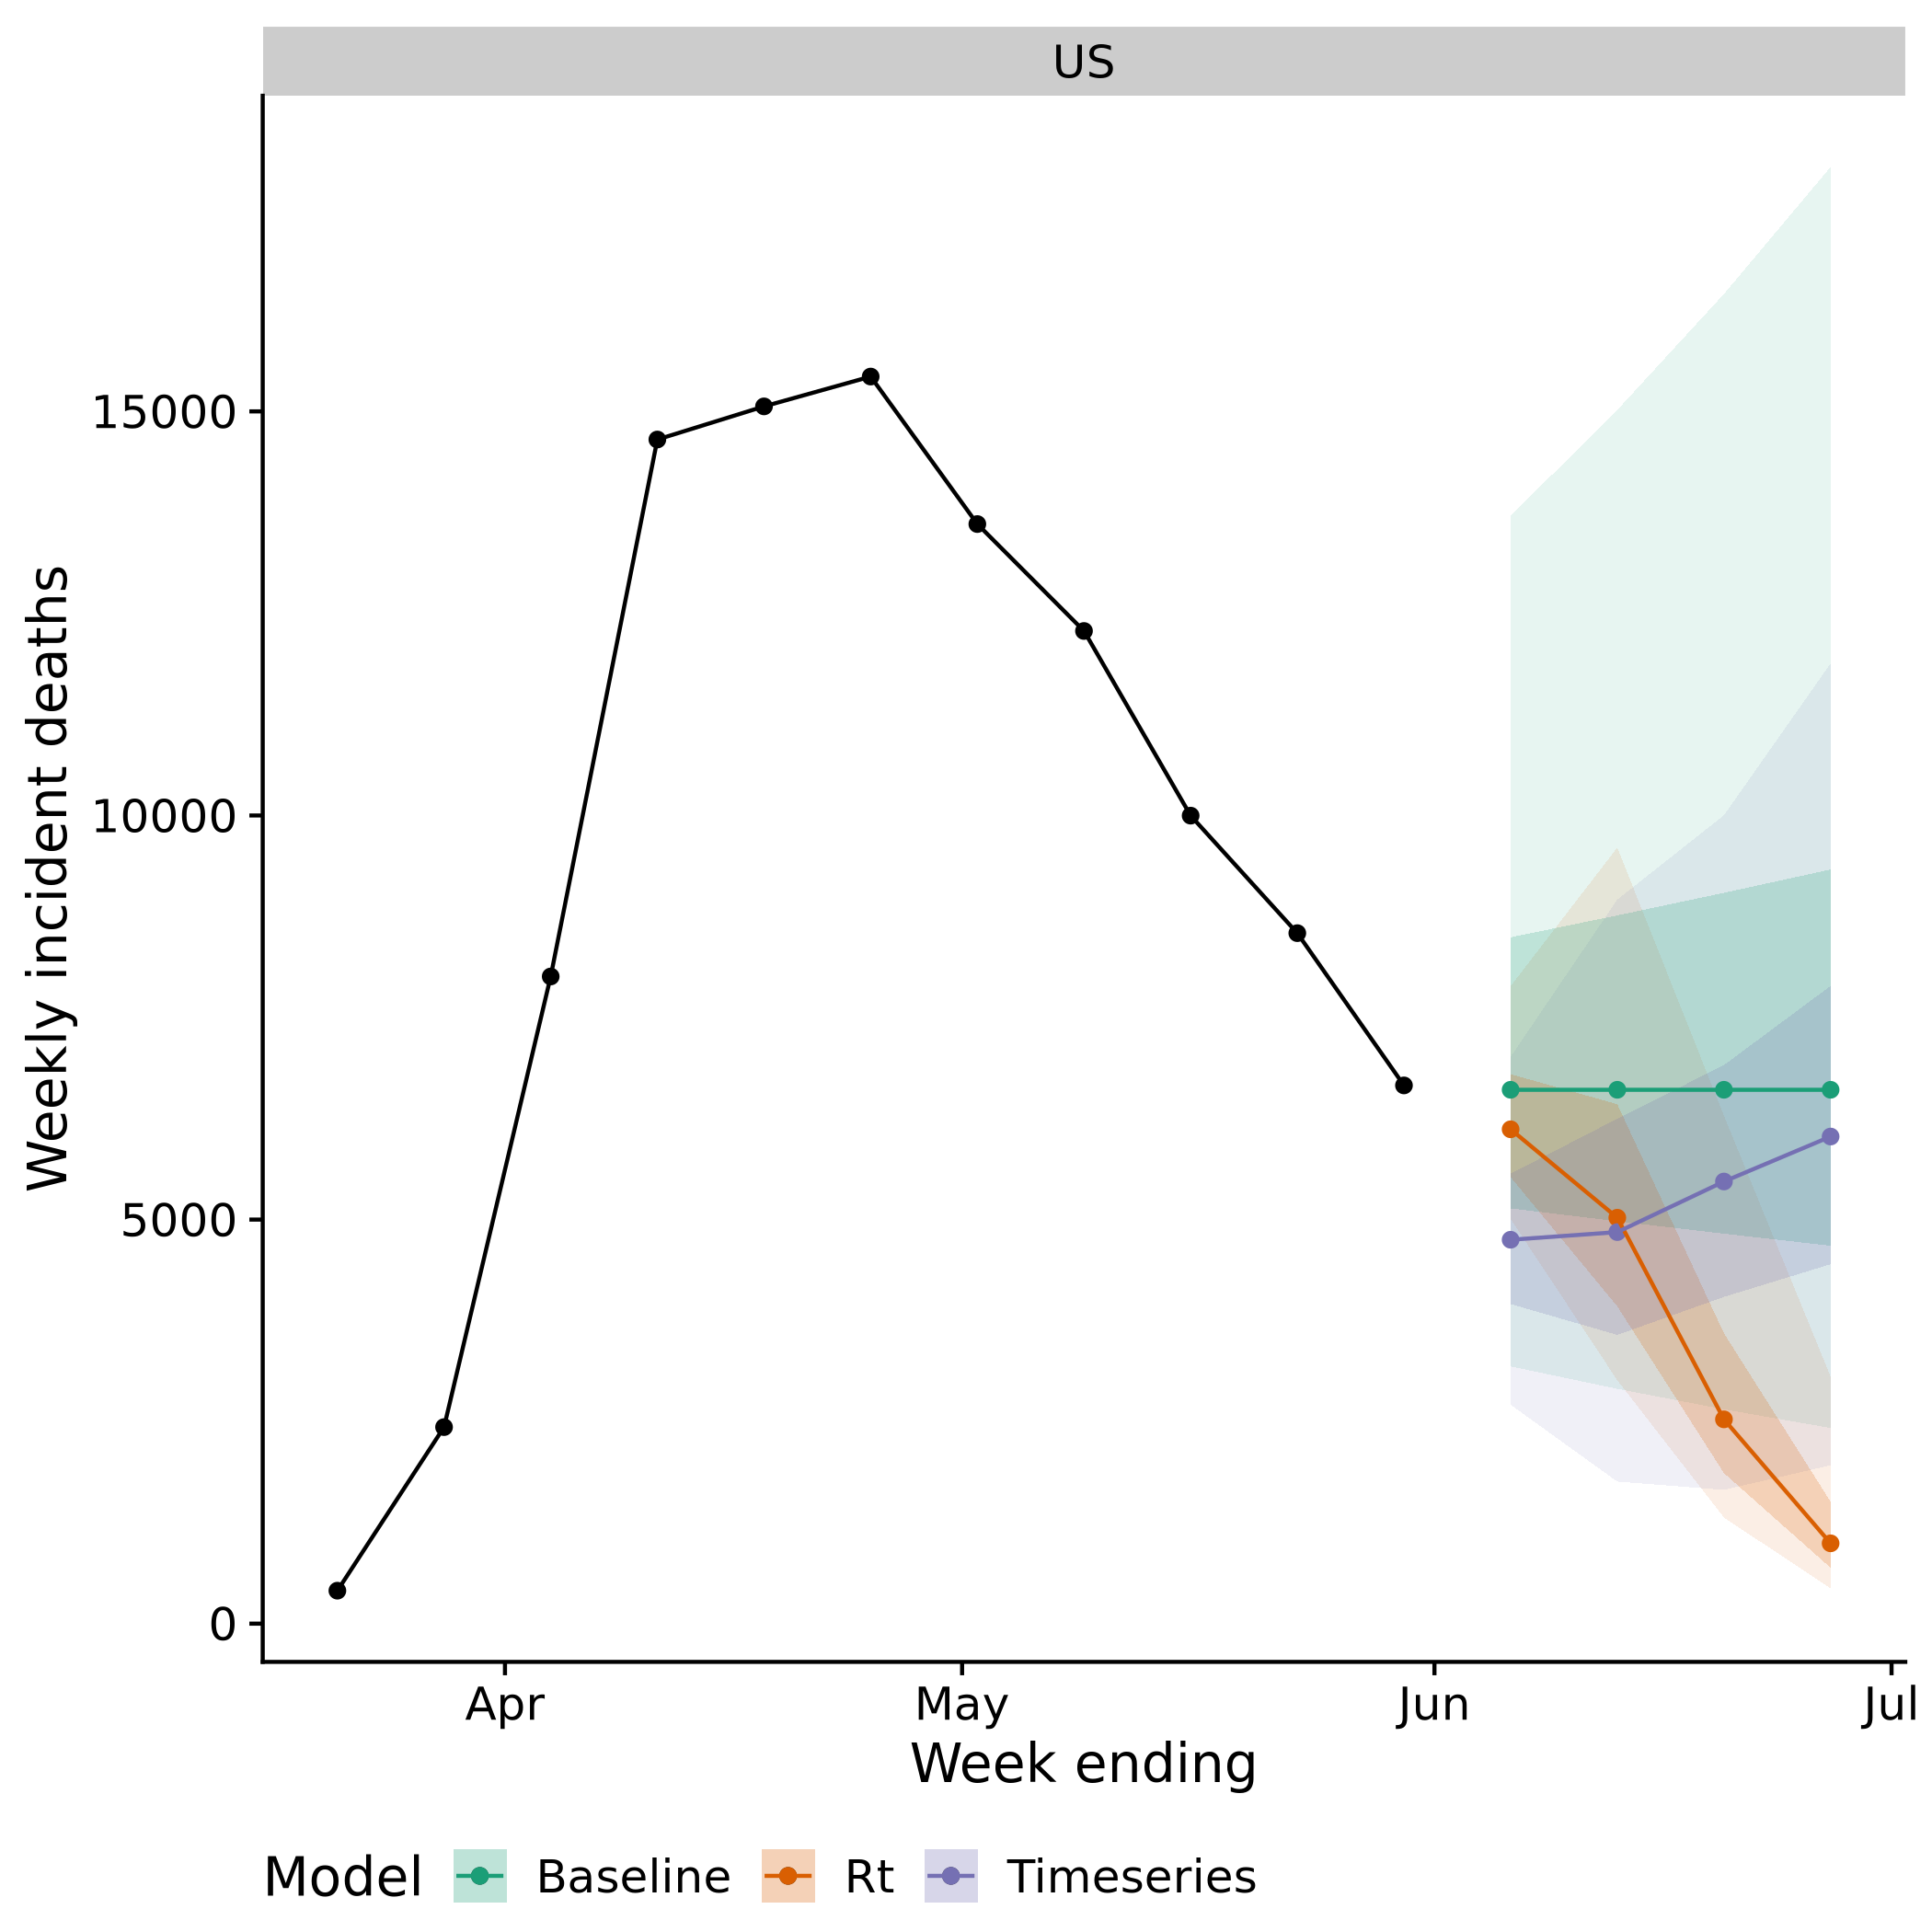 US
Weekly incident deaths
15000
10000
5000
0
Apr May Jun Jul
Week ending
Model Baseline Rt Timeseries